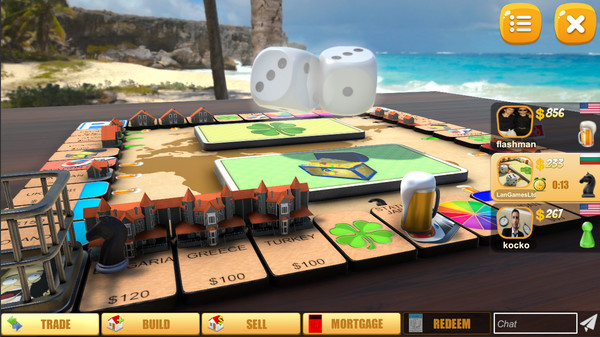 $856
flashman
$233
LanGamesLtd
0:13
$267
kocko
GARIA
GREECE
TURKEY
$120
$100
$100
TRADE
BUILD
SELL
MORTGAGE
REDEEM
Chat